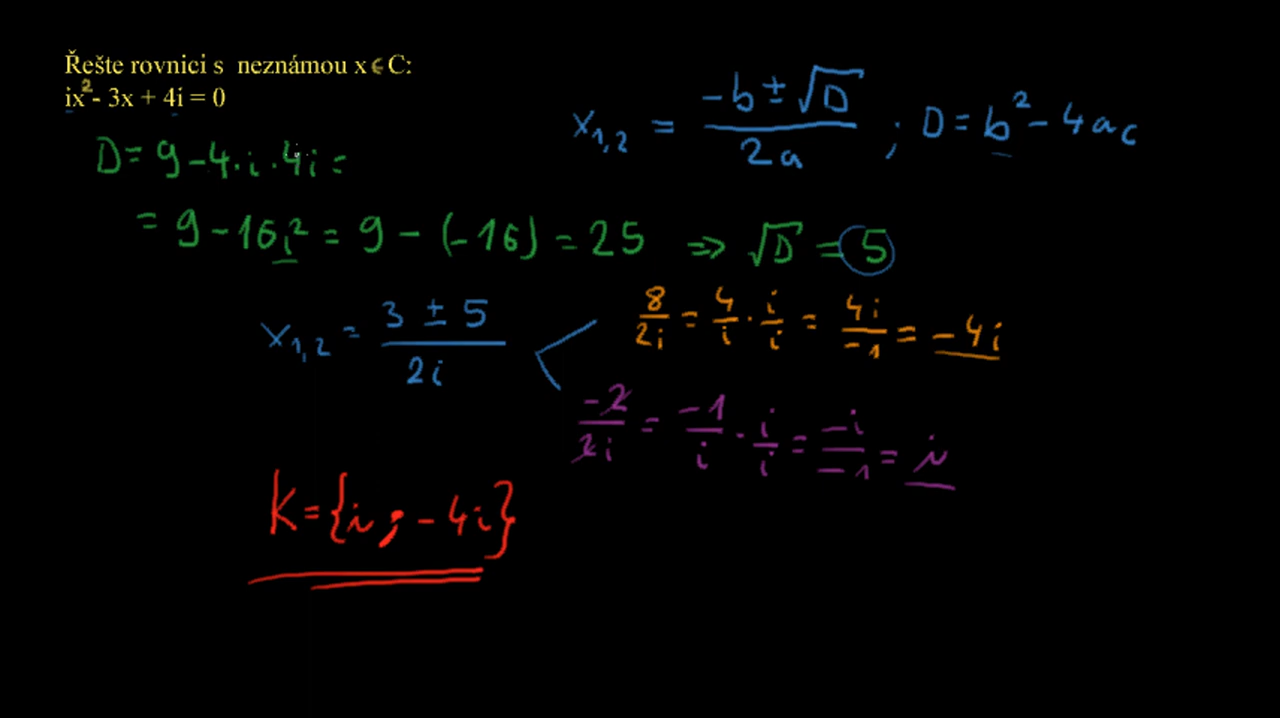 Řešte rovnici s neznámou x∈C:
ix² - 3x + 4i = 0
x₁,₂ = (-b ± √D) / 2a ; D = b² - 4ac
D = 9 - 4·i·4i =
= 9 - 16i² = 9 - (-16) = 25 ⇒ √D = 5
x₁,₂ = (3 ± 5) / 2i
8/2i = 4/i · i/i = 4i/-1 = -4i
-2/2i = -1/i · i/i = -i/-1 = i
K = {i ; -4i}